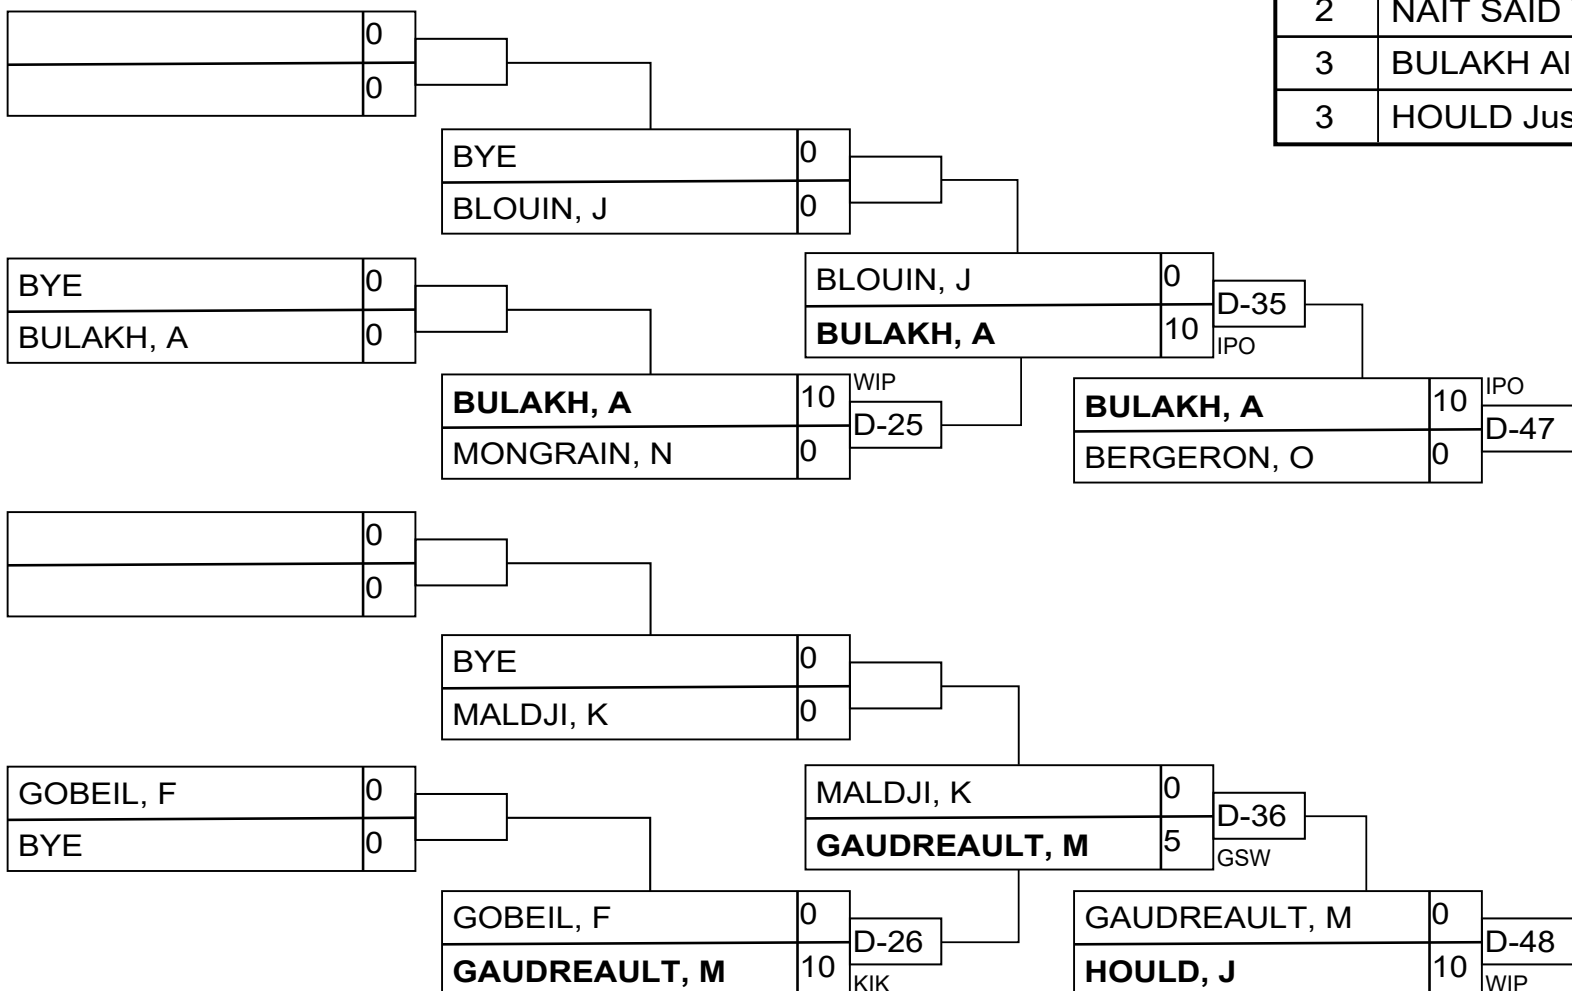 2 NAIT SAID
3 BULAKH Al
3 HOULD Jus
0
0
BYE 0
BLOUIN, J 0
BYE 0
BULAKH, A 0
BLOUIN, J 0
BULAKH, A 10
D-35
IPO
BULAKH, A 10
MONGRAIN, N 0
WIP
D-25
BULAKH, A 10
BERGERON, O 0
IPO
D-47
0
0
BYE 0
MALDJI, K 0
GOBEIL, F 0
BYE 0
MALDJI, K 0
GAUDREAULT, M 5
D-36
GSW
GOBEIL, F 0
GAUDREAULT, M 10
D-26
KIK
GAUDREAULT, M 0
HOULD, J 10
D-48
WIP